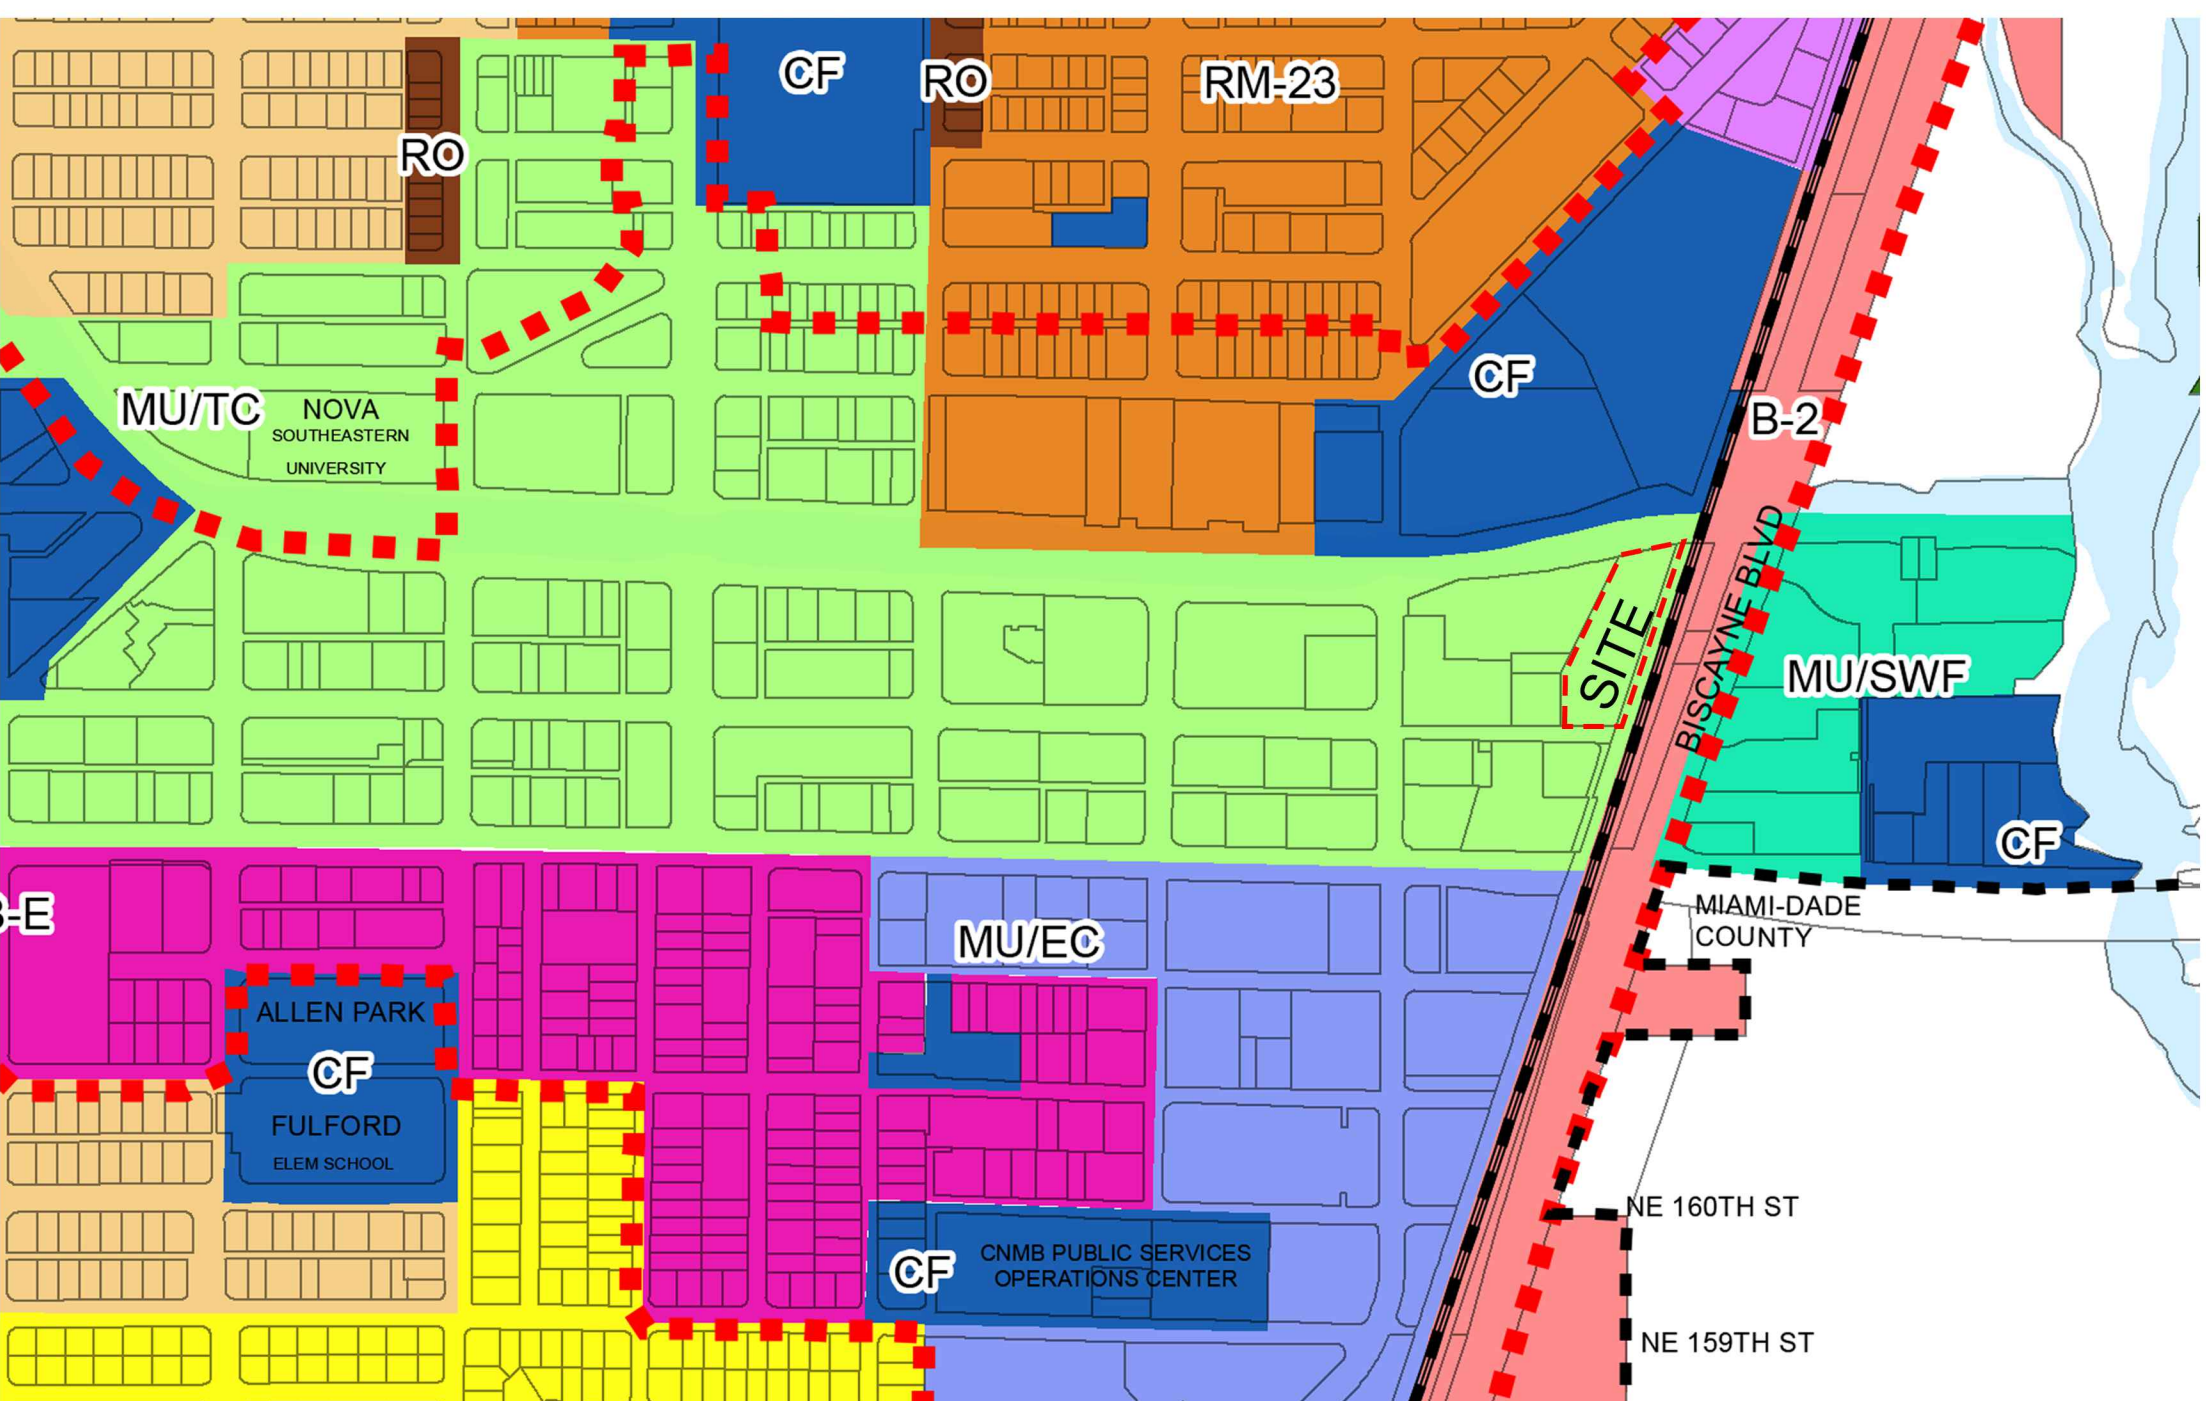 CF
RO
RM-23
RO
CF
MU/TC
NOVA
SOUTHEASTERN
UNIVERSITY
B-2
BISCAYNE BLVD
SITE
MU/SWF
CF
MIAMI-DADE
COUNTY
-E
MU/EC
ALLEN PARK
CF
FULFORD
ELEM SCHOOL
NE 160TH ST
CF
CNMB PUBLIC SERVICES
OPERATIONS CENTER
NE 159TH ST